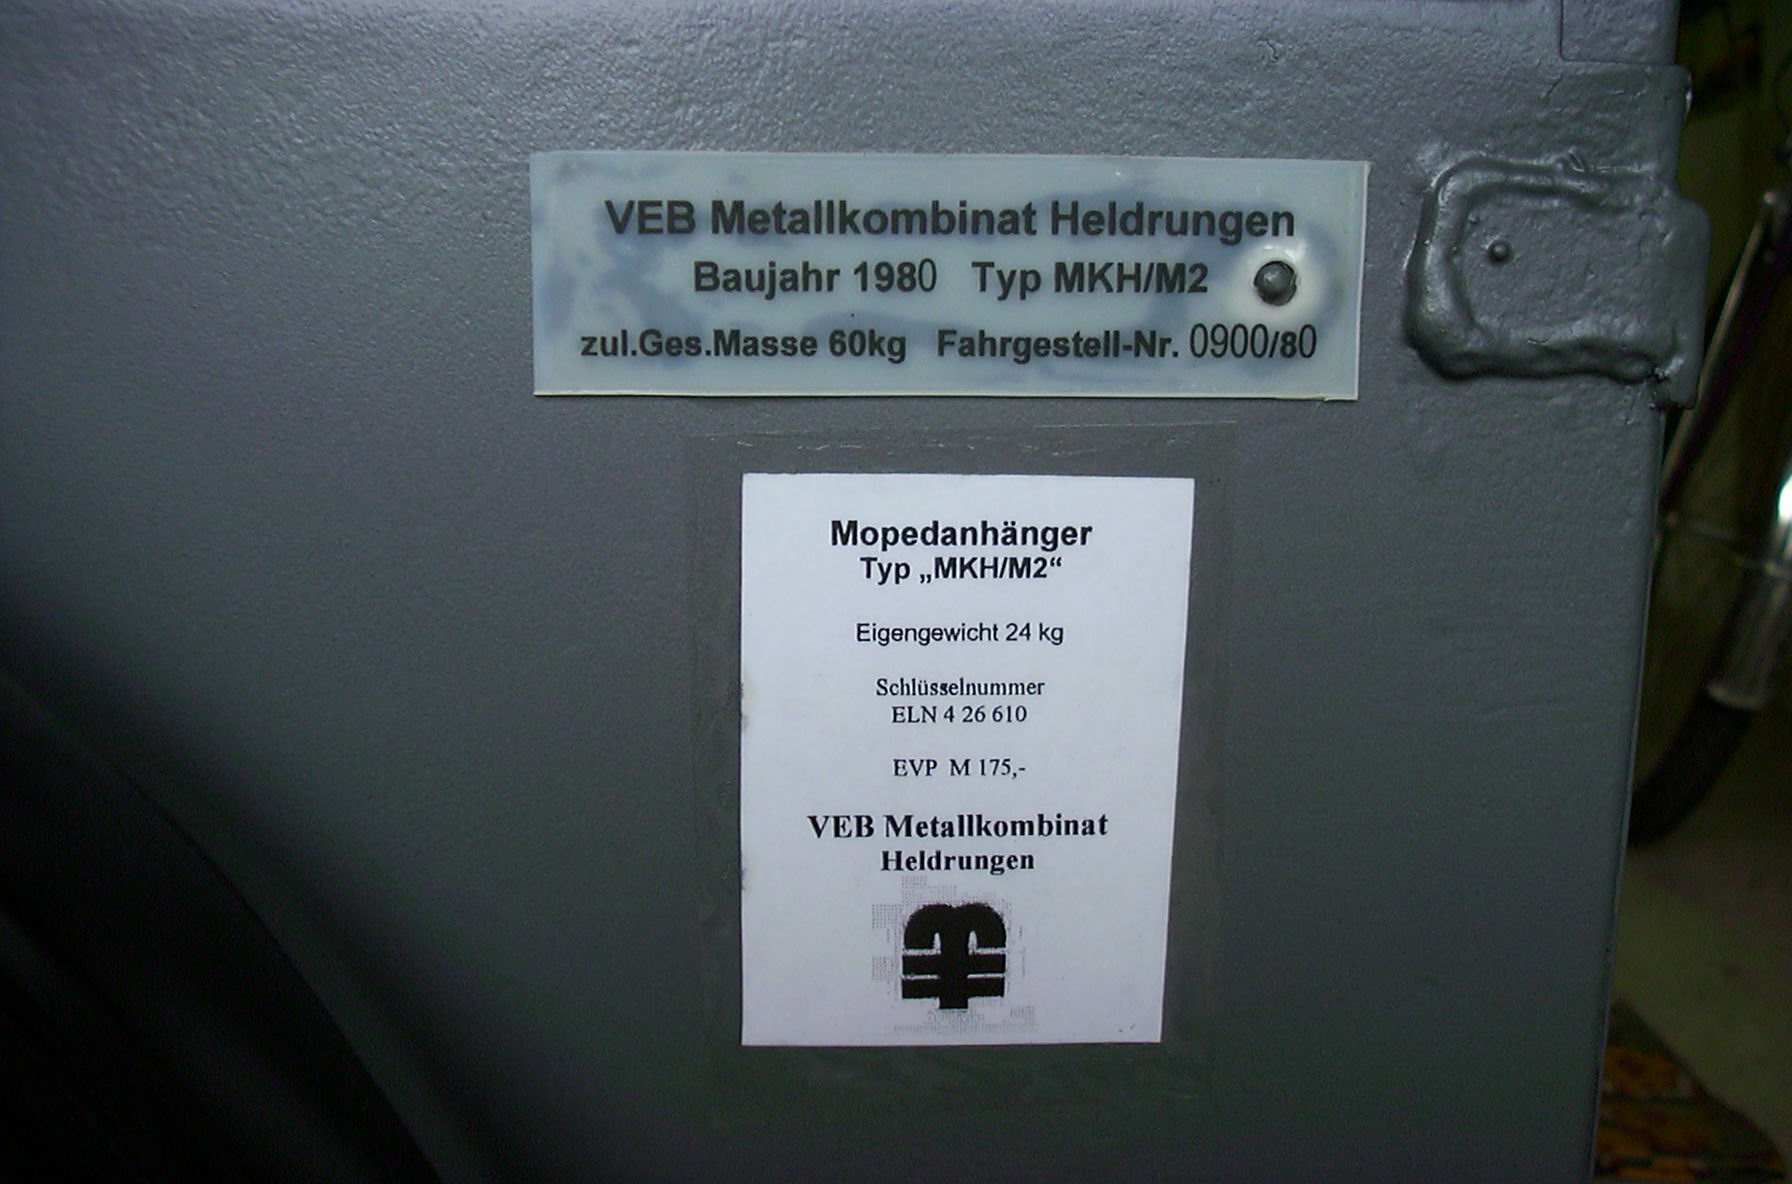 VEB Metallkombinat Heldrungen
Baujahr 1980 Typ MKH/M2
zul.Ges.Masse 60kg Fahrgestell-Nr. 0900/80
Mopedanhänger
Typ „MKH/M2“
Eigengewicht 24 kg
Schlüsselnummer
ELN 4 26 610
EVP M 175,-
VEB Metallkombinat
Heldrungen